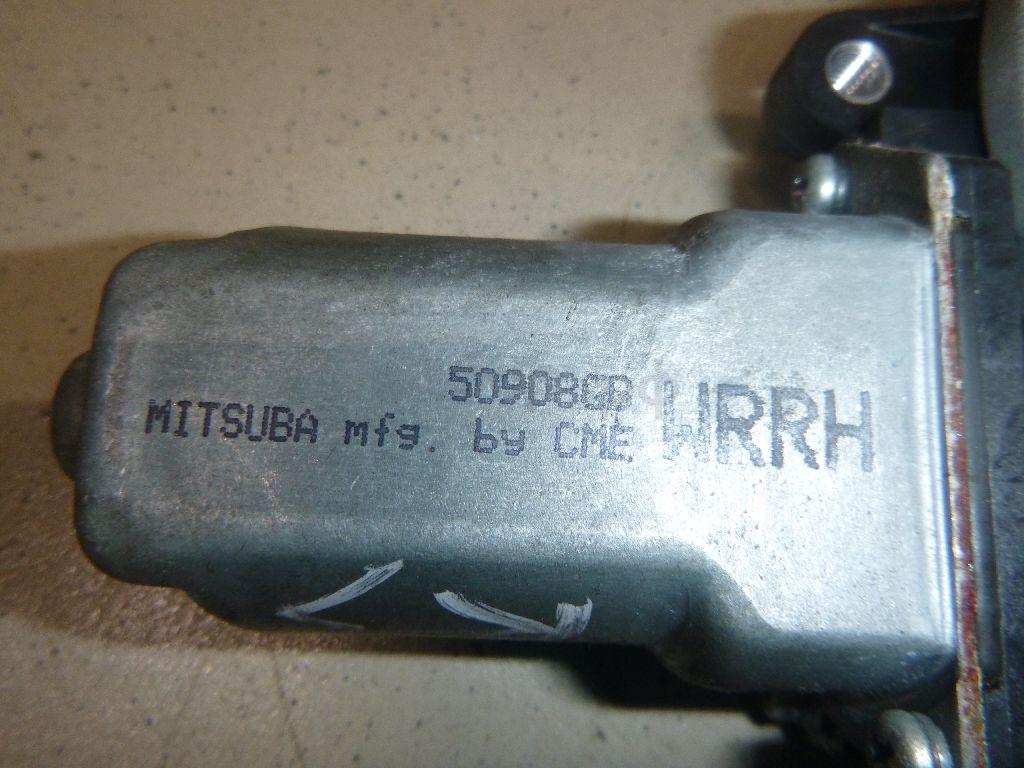 50908GB
MITSUBA mfg. by CME WRRH